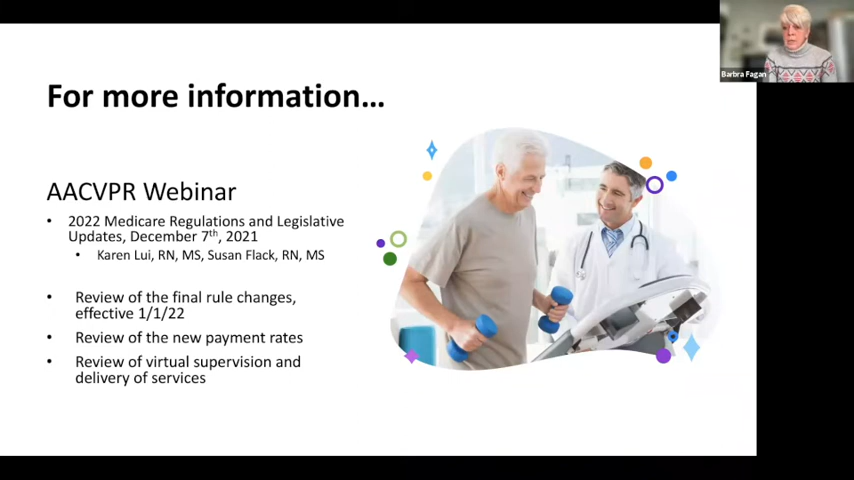 Barbra Fagan
For more information...
AACVPR Webinar
• 2022 Medicare Regulations and Legislative
Updates, December 7th, 2021
• Karen Lui, RN, MS, Susan Flack, RN, MS
• Review of the final rule changes,
effective 1/1/22
• Review of the new payment rates
• Review of virtual supervision and
delivery of services